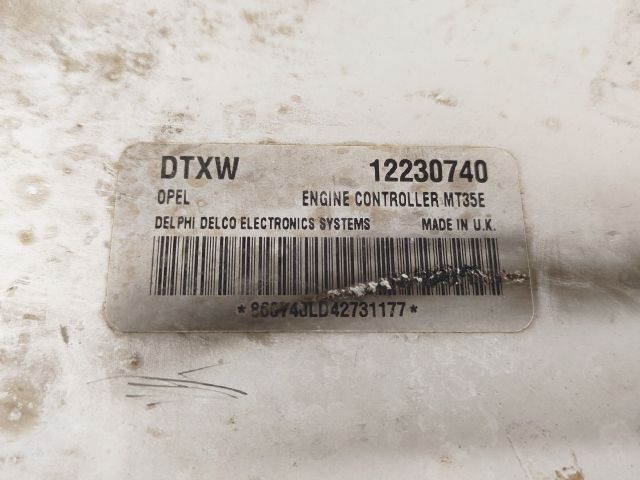 DTXW 12230740
OPEL ENGINE CONTROLLER MT35E
DELPHI DELCO ELECTRONICS SYSTEMS MADE IN U.K.
*86074JLD42731177*